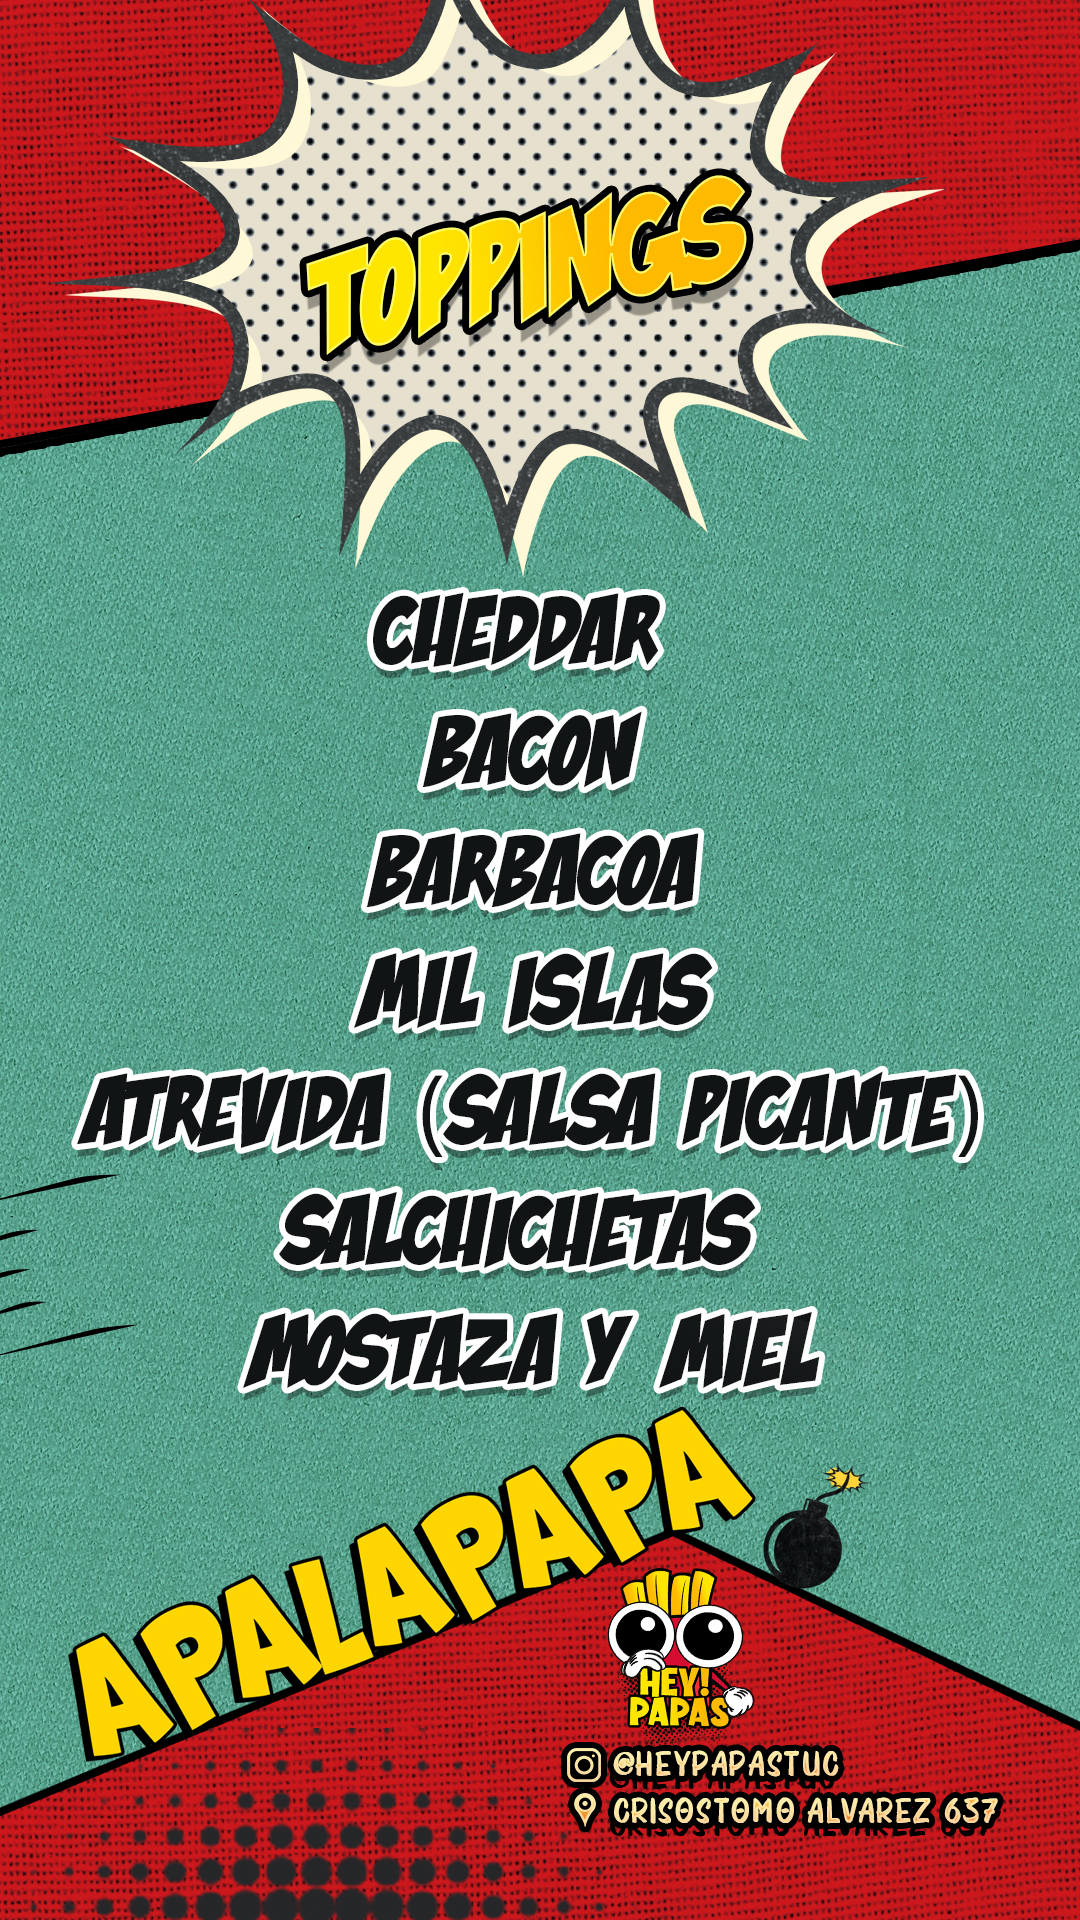 TOPPINGS
CHEDDAR
BACON
BARBACOA
MIL ISLAS
ATREVIDA (SALSA PICANTE)
SALCHICHETAS
MOSTAZA Y MIEL
APALAPAPA
HEY!
PAPAS
@HEYPAPASTUC
CRISOSTOMO ALVAREZ 637